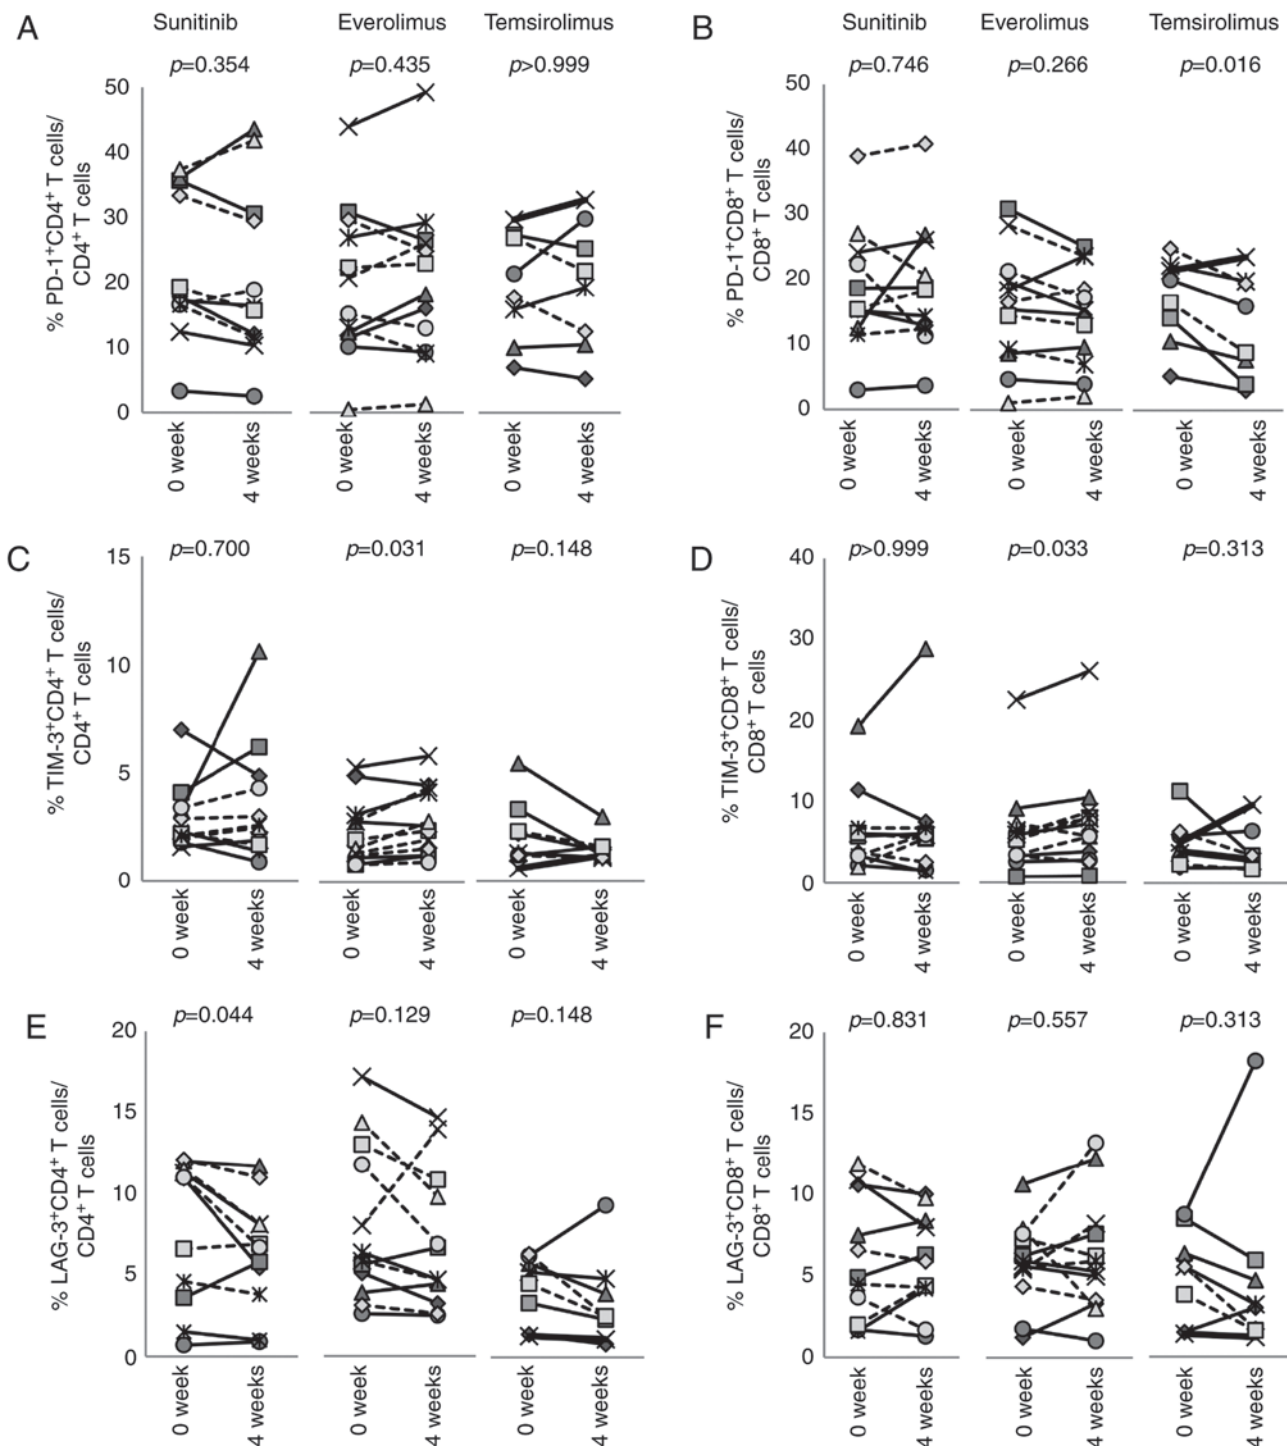 A
Sunitinib
Everolimus
Temsirolimus
p=0.354
p=0.435
p>0.999
% PD-1+CD4+ T cells/
CD4+ T cells
50
40
30
20
10
0
0 week
4 weeks
0 week
4 weeks
0 week
4 weeks
B
Sunitinib
Everolimus
Temsirolimus
p=0.746
p=0.266
p=0.016
% PD-1+CD8+ T cells/
CD8+ T cells
50
40
30
20
10
0
0 week
4 weeks
0 week
4 weeks
0 week
4 weeks
C
p=0.700
p=0.031
p=0.148
% TIM-3+CD4+ T cells/
CD4+ T cells
15
10
5
0
0 week
4 weeks
0 week
4 weeks
0 week
4 weeks
D
p>0.999
p=0.033
p=0.313
% TIM-3+CD8+ T cells/
CD8+ T cells
40
30
20
10
0
0 week
4 weeks
0 week
4 weeks
0 week
4 weeks
E
p=0.044
p=0.129
p=0.148
% LAG-3+CD4+ T cells/
CD4+ T cells
20
15
10
5
0
0 week
4 weeks
0 week
4 weeks
0 week
4 weeks
F
p=0.831
p=0.557
p=0.313
% LAG-3+CD8+ T cells/
CD8+ T cells
20
15
10
5
0
0 week
4 weeks
0 week
4 weeks
0 week
4 weeks